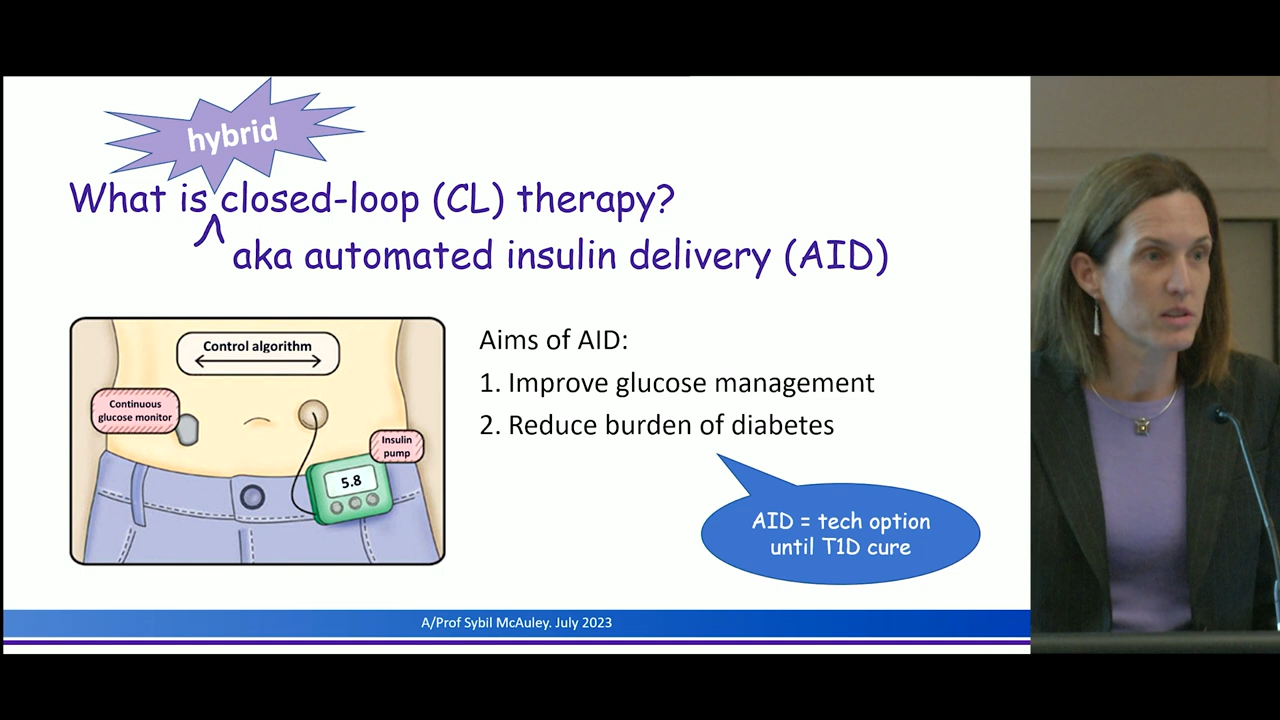 hybrid
What is closed-loop (CL) therapy?
aka automated insulin delivery (AID)
Control algorithm
Continuous
glucose monitor
Insulin
pump
5.8
Aims of AID:
1. Improve glucose management
2. Reduce burden of diabetes
AID = tech option
until T1D cure
A/Prof Sybil McAuley. July 2023